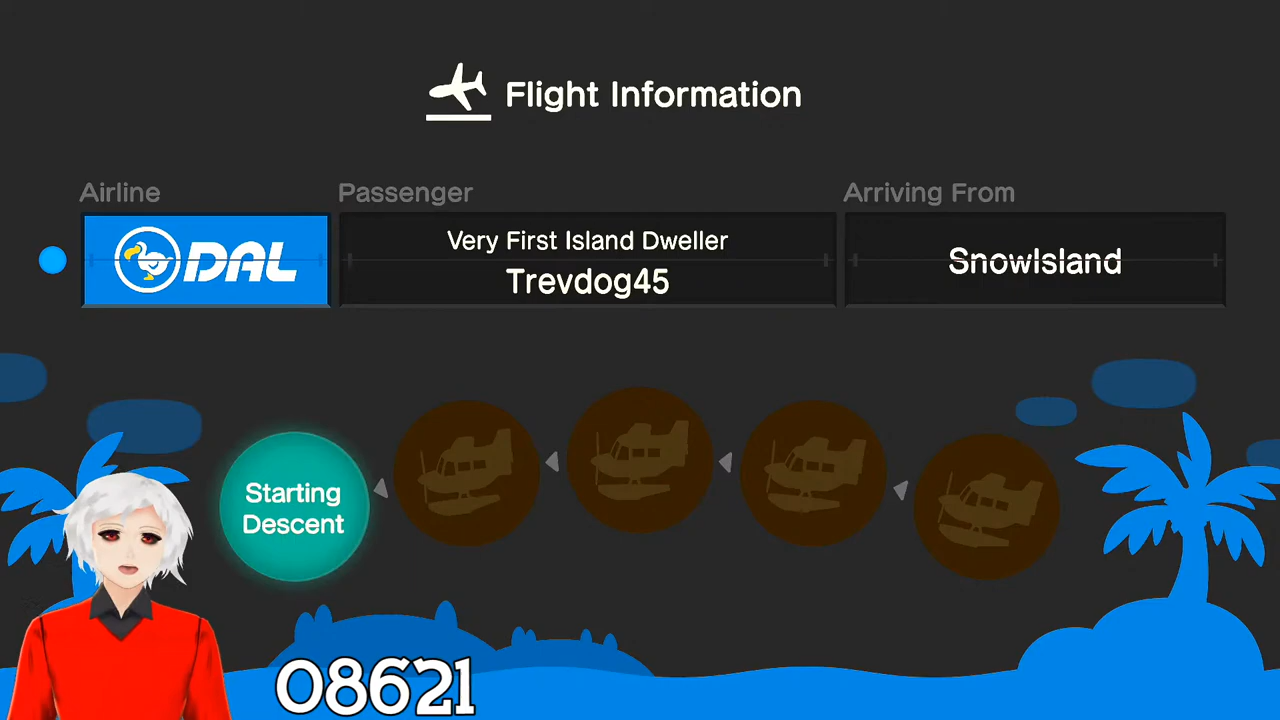 Flight Information
Airline
Passenger
Arriving From
DAL
Very First Island Dweller
Trevdog45
SnowIsland
Starting
Descent
08621